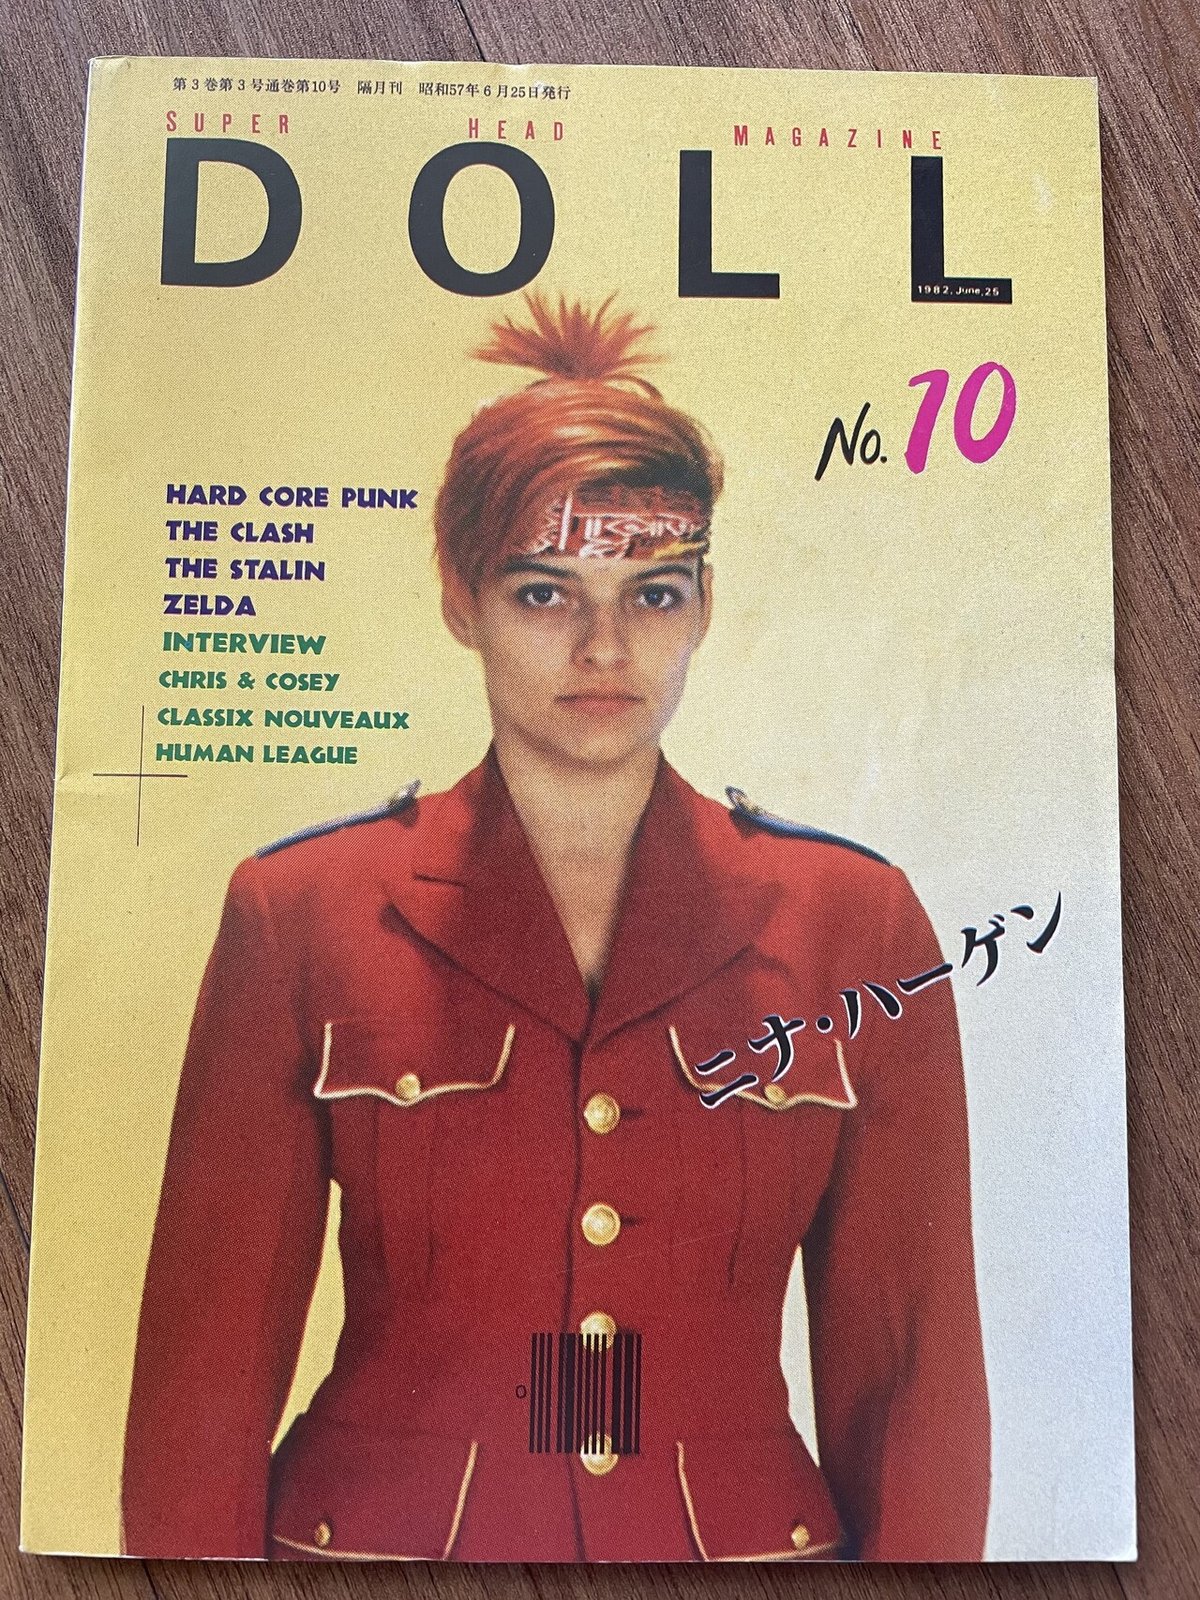 第3巻第3号通巻第10号 隔月刊 昭和57年6月25日発行
SUPER HEAD MAGAZINE
DOLL
1982. June. 25
No. 10
HARD CORE PUNK
THE CLASH
THE STALIN
ZELDA
INTERVIEW
CHRIS & COSEY
CLASSIX NOUVEAUX
HUMAN LEAGUE
ニナ・ハーゲン
0